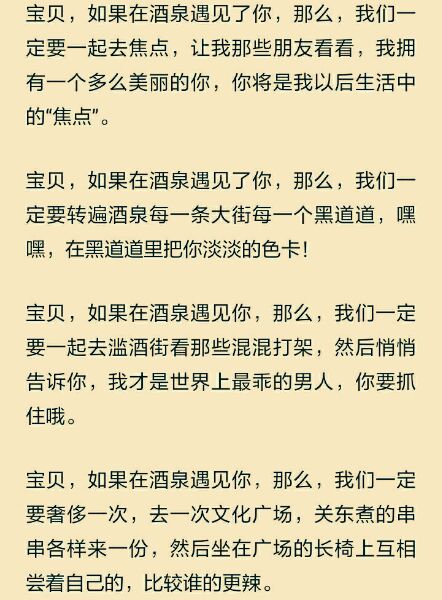 宝贝，如果在酒泉遇见了你，那么，我们一
定要一起去焦点，让我那些朋友看看，我拥
有一个多么美丽的你，你将是我以后生活中
的“焦点”。
宝贝，如果在酒泉遇见了你，那么，我们一
定要转遍酒泉每一条大街每一个黑道道，嘿
嘿，在黑道道里把你淡淡的色卡！
宝贝，如果在酒泉遇见你，那么，我们一定
要一起去滥酒街看那些混混打架，然后悄悄
告诉你，我才是世界上最乖的男人，你要抓
住哦。
宝贝，如果在酒泉遇见你，那么，我们一定
要奢侈一次，去一次文化广场，关东煮的串
串各样来一份，然后坐在广场的长椅上互相
尝着自己的，比较谁的更辣。